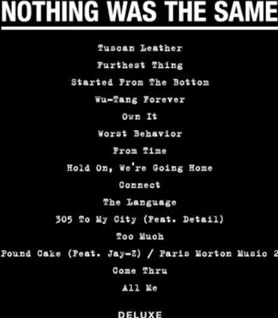 NOTHING WAS THE SAME
Tuscan Leather
Furthest Thing
Started From The Bottom
Wu-Tang Forever
Own It
Worst Behavior
From Time
Hold On, We're Going Home
Connect
The Language
305 To My City (Feat. Detail)
Too Much
Pound Cake (Feat. Jay-Z) / Paris Morton Music 2
Come Thru
All Me
DELUXE